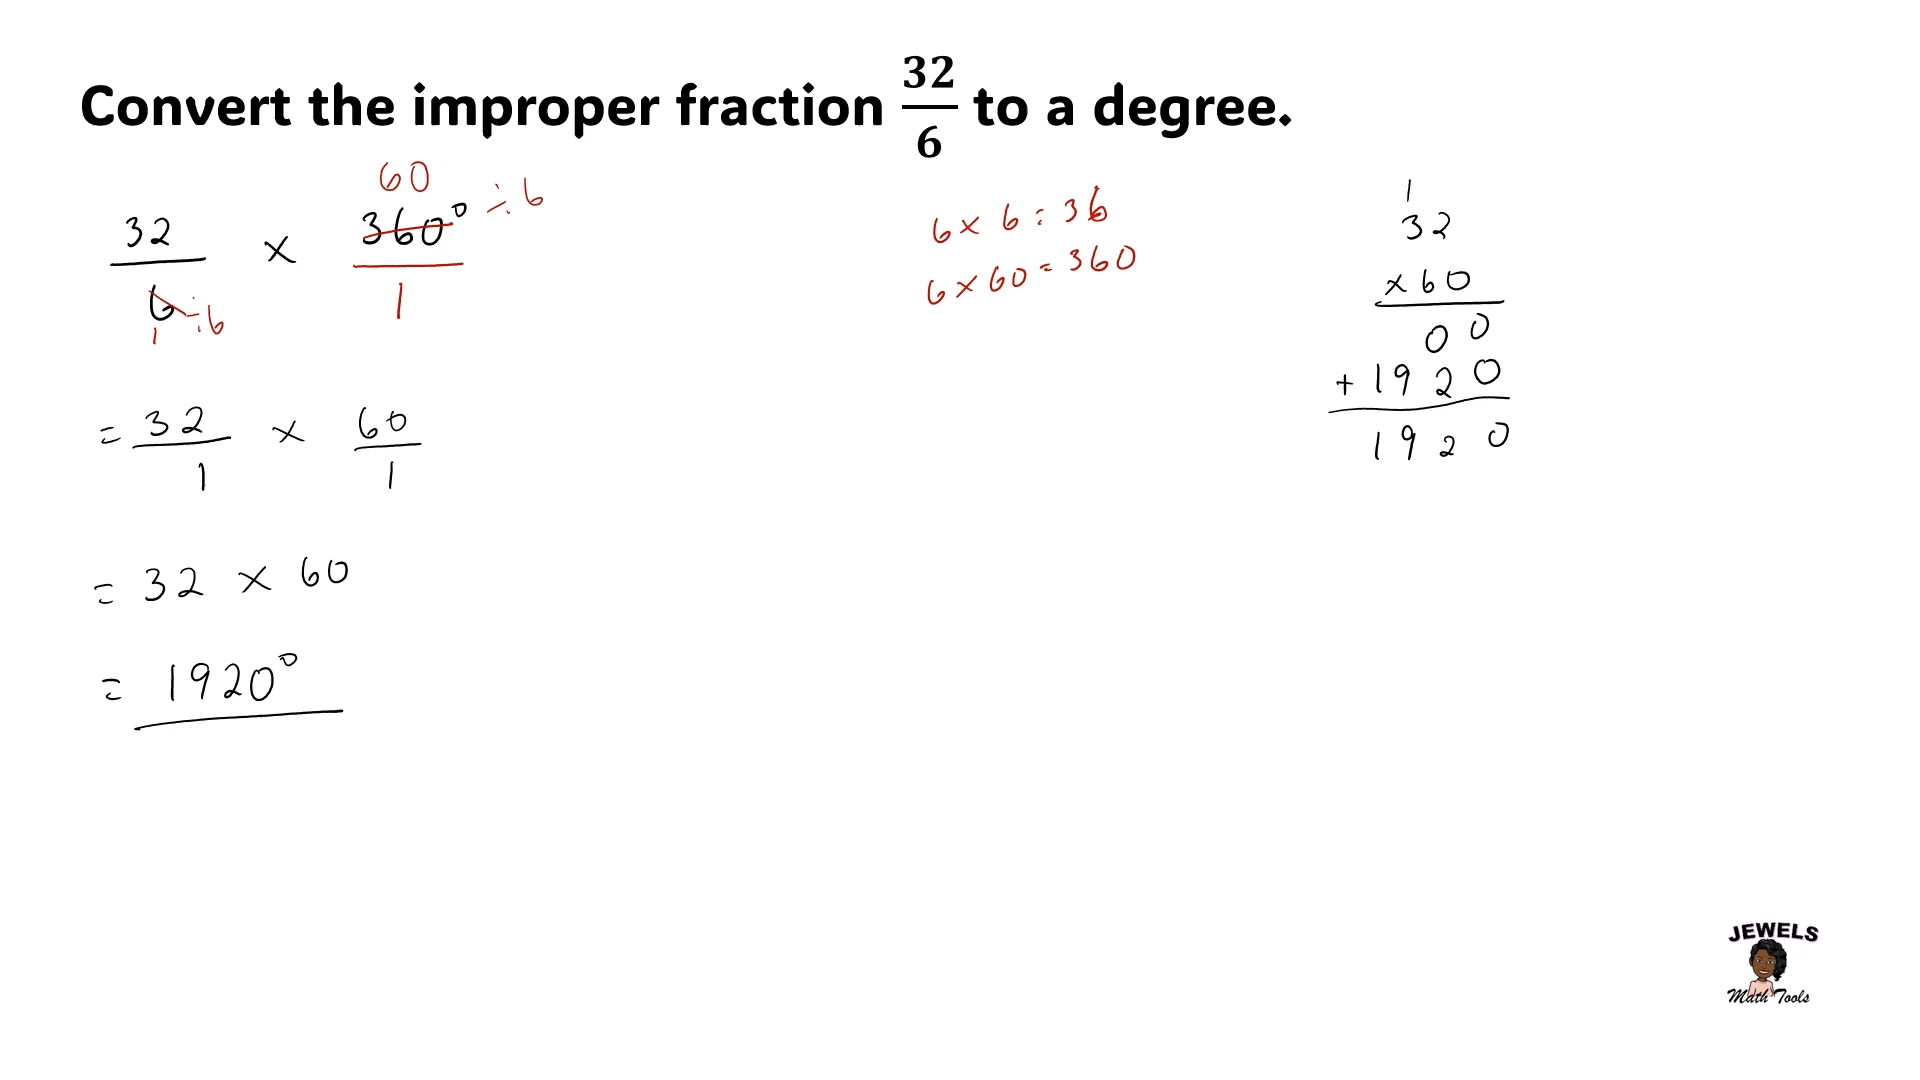 Convert the improper fraction 32/6 to a degree.
60
32/6 × 360°/1 ÷6
1 ÷6
= 32/1 × 60/1
= 32 × 60
= 1920°
6 × 6 = 36
6 × 60 = 360
1
32
× 60
00
+ 1920
1920
JEWELS
Math Tools